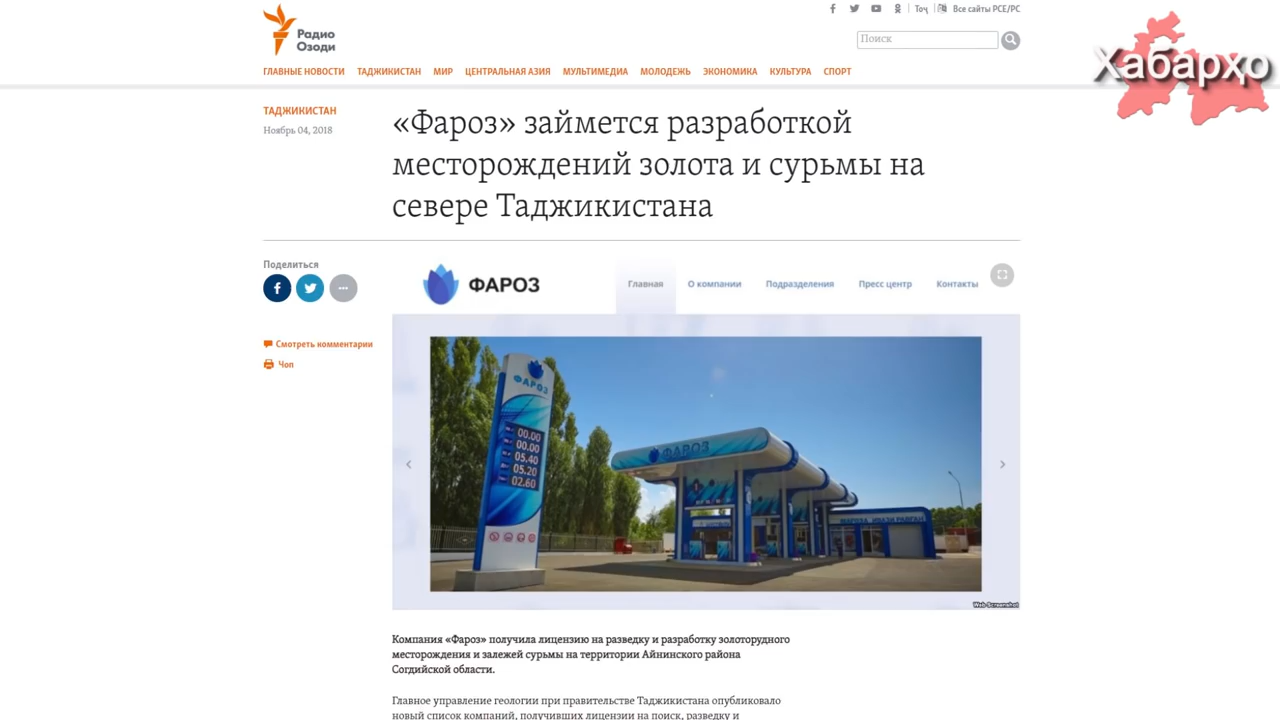 Радио
Озоди
Точ
Все сайты РСЕ/РС
Поиск
Хабарҳо
ГЛАВНЫЕ НОВОСТИ ТАДЖИКИСТАН МИР ЦЕНТРАЛЬНАЯ АЗИЯ МУЛЬТИМЕДИА МОЛОДЕЖЬ ЭКОНОМИКА КУЛЬТУРА СПОРТ
ТАДЖИКИСТАН
Ноябрь 04, 2018
«Фароз» займется разработкой
месторождений золота и сурьмы на
севере Таджикистана
Поделиться
Смотреть комментарии
Чоп
ФАРОЗ
Главная О компании Подразделения Пресс центр Контакты
ФАРОЗ
00.00
00.00
05.40
05.20
02.60
ФАРОЗ
Web-Screenshot
Компания «Фароз» получила лицензию на разведку и разработку золоторудного
месторождения и залежей сурьмы на территории Айнинского района
Согдийской области.
Главное управление геологии при правительстве Таджикистана опубликовало
новый список компаний, получивших лицензии на поиск, разведку и